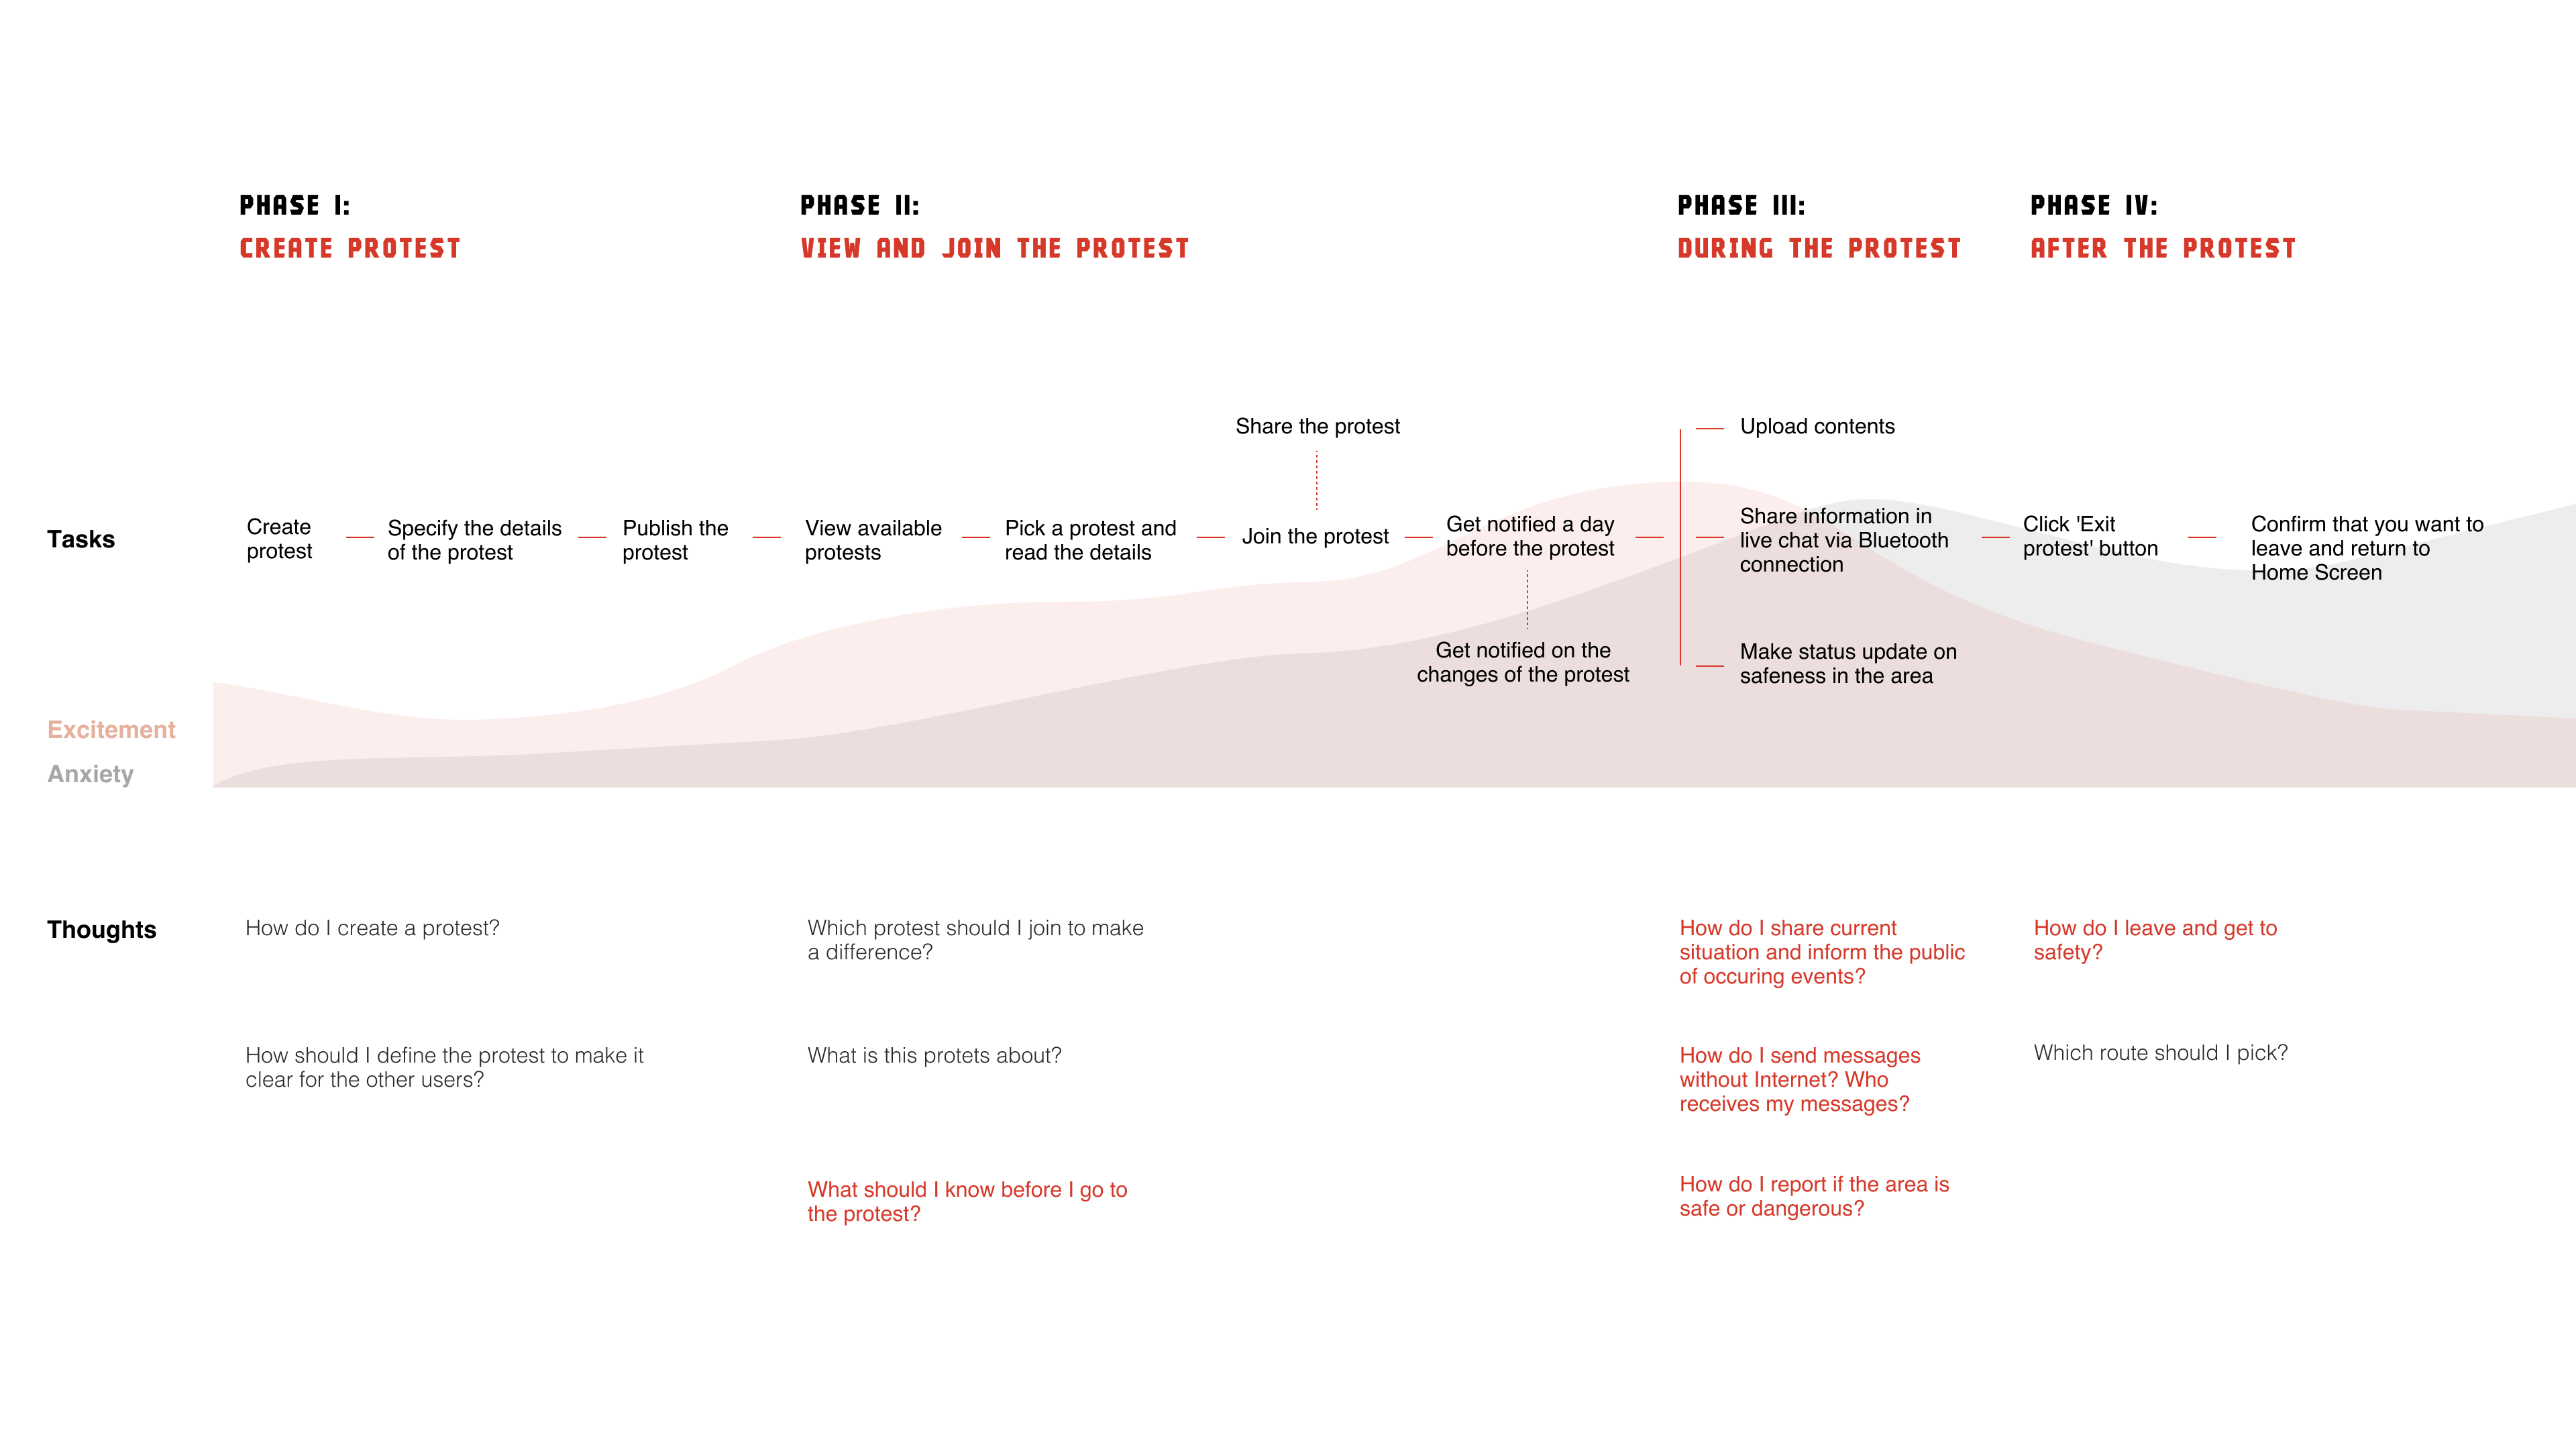 PHASE I:
CREATE PROTEST
PHASE II:
VIEW AND JOIN THE PROTEST
PHASE III:
DURING THE PROTEST
PHASE IV:
AFTER THE PROTEST
Tasks
Create
protest
Specify the details
of the protest
Publish the
protest
View available
protests
Pick a protest and
read the details
Share the protest
Join the protest
Get notified a day
before the protest
Get notified on the
changes of the protest
Upload contents
Share information in
live chat via Bluetooth
connection
Make status update on
safeness in the area
Click 'Exit
protest' button
Confirm that you want to
leave and return to
Home Screen
Excitement
Anxiety
Thoughts
How do I create a protest?
How should I define the protest to make it
clear for the other users?
Which protest should I join to make
a difference?
What is this protets about?
What should I know before I go to
the protest?
How do I share current
situation and inform the public
of occuring events?
How do I send messages
without Internet? Who
receives my messages?
How do I report if the area is
safe or dangerous?
How do I leave and get to
safety?
Which route should I pick?